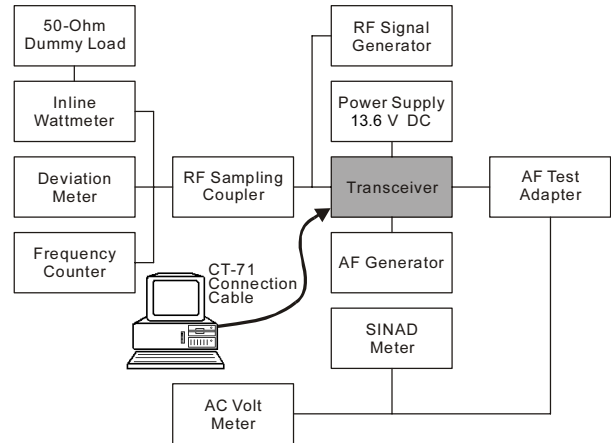 50-Ohm
Dummy Load
RF Signal
Generator
Inline
Wattmeter
Power Supply
13.6 V DC
Deviation
Meter
RF Sampling
Coupler
Transceiver
AF Test
Adapter
Frequency
Counter
CT-71
Connection
Cable
AF Generator
SINAD
Meter
AC Volt
Meter